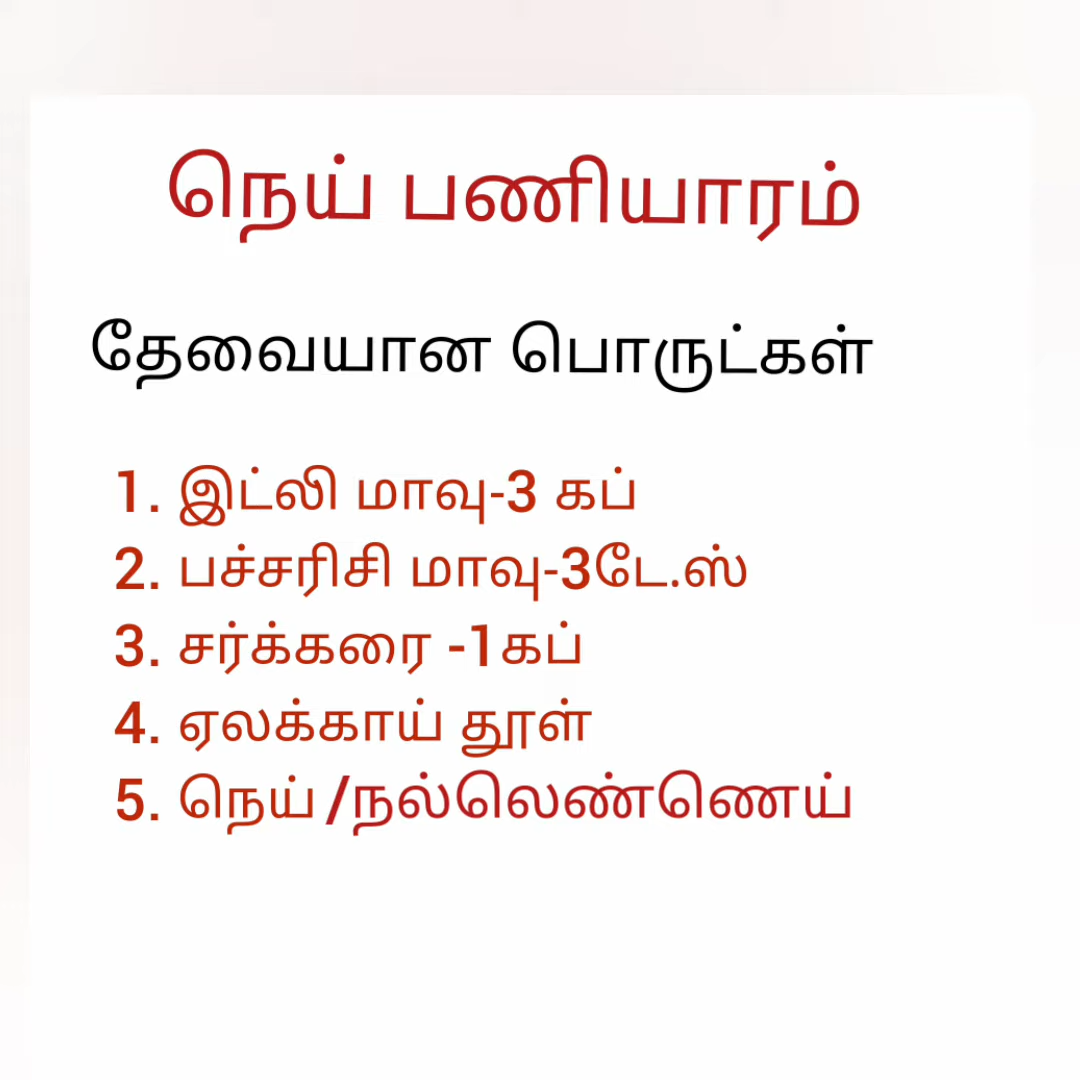 நெய் பணியாரம்
தேவையான பொருட்கள்
1. இட்லி மாவு-3 கப்
2. பச்சரிசி மாவு-3டே.ஸ்
3. சர்க்கரை -1கப்
4. ஏலக்காய் தூள்
5. நெய் /நல்லெண்ணெய்